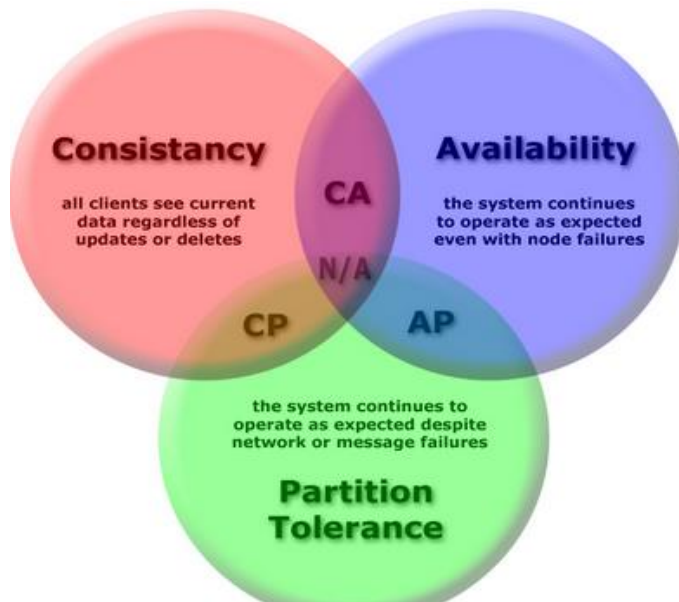 Consistancy
all clients see current
data regardless of
updates or deletes
Availability
the system continues
to operate as expected
even with node failures
CA
N/A
CP
AP
the system continues to
operate as expected despite
network or message failures
Partition
Tolerance